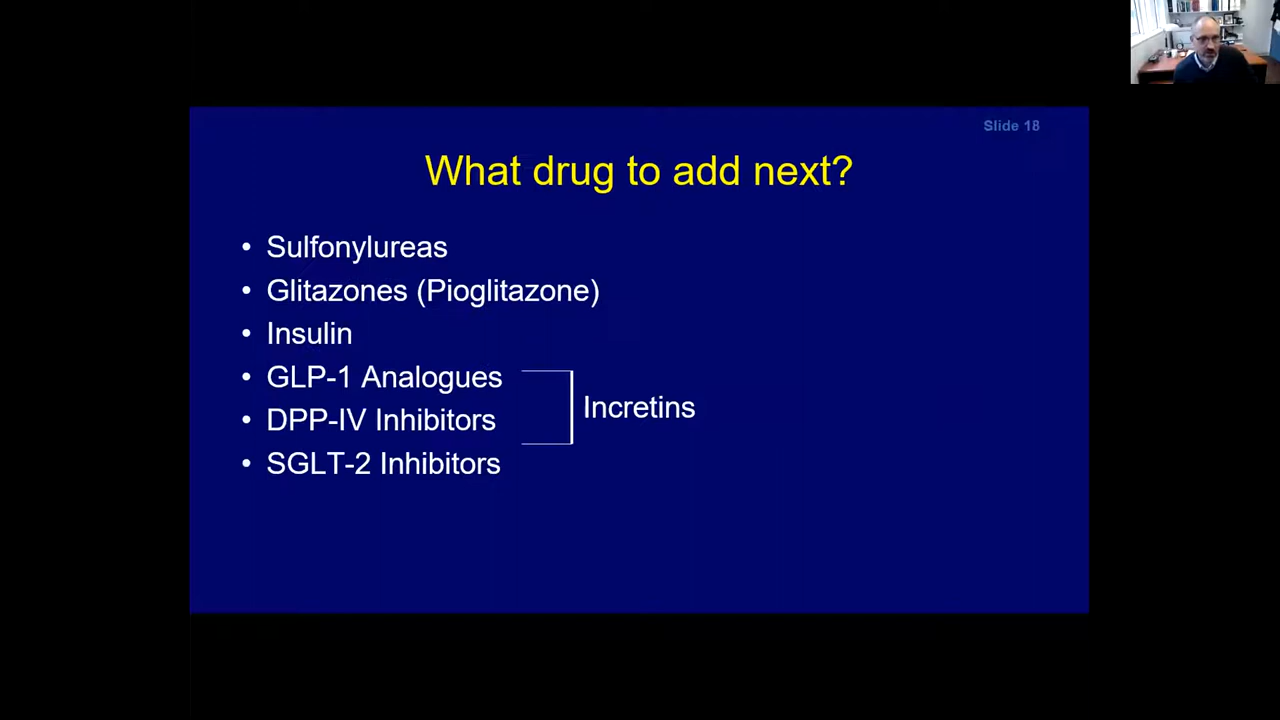 Slide 18
What drug to add next?
• Sulfonylureas
• Glitazones (Pioglitazone)
• Insulin
• GLP-1 Analogues
• DPP-IV Inhibitors
Incretins
• SGLT-2 Inhibitors